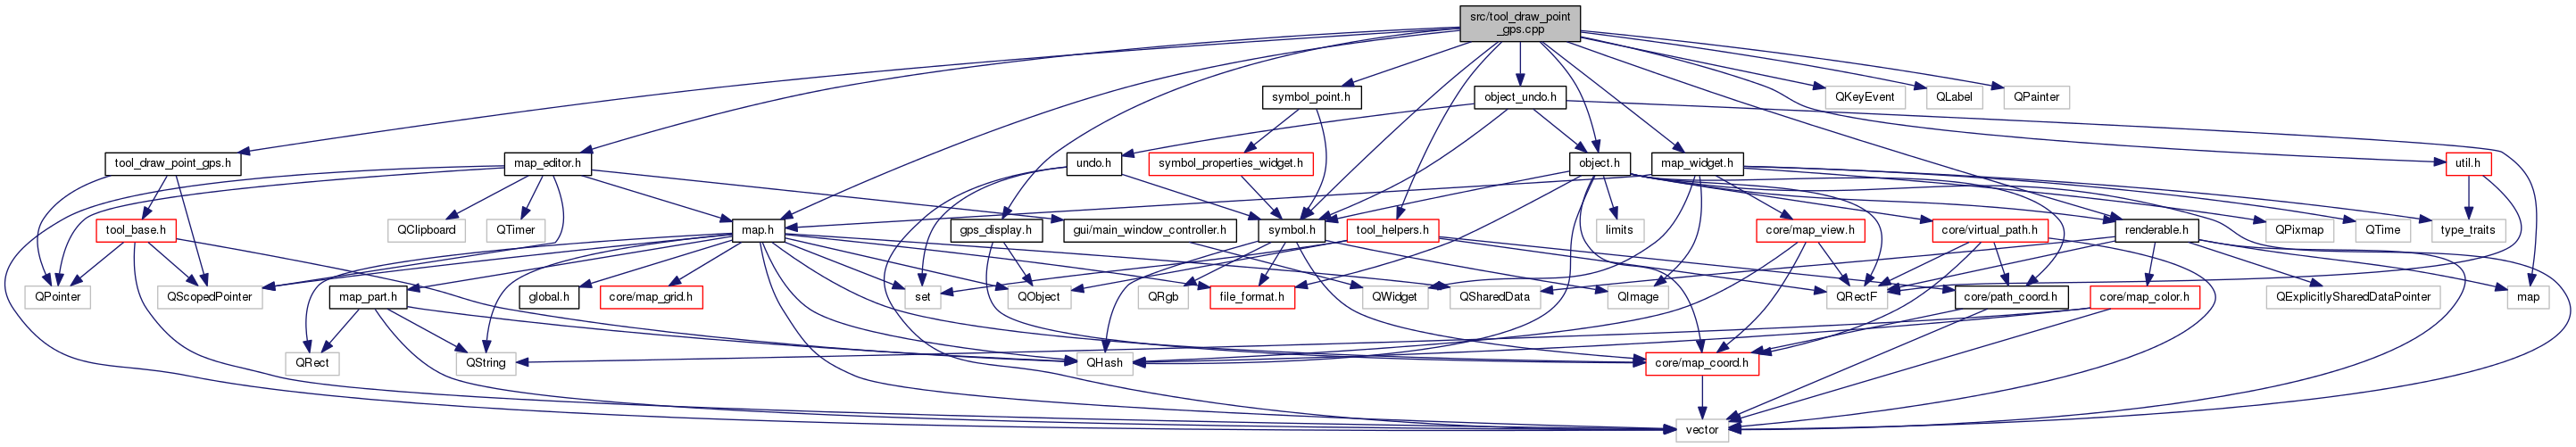 src/tool_draw_point
_gps.cpp
symbol_point.h
object_undo.h
QKeyEvent
QLabel
QPainter
tool_draw_point_gps.h
map_editor.h
undo.h
symbol_properties_widget.h
object.h
map_widget.h
util.h
tool_base.h
QClipboard
QTimer
map.h
gps_display.h
gui/main_window_controller.h
symbol.h
tool_helpers.h
limits
core/map_view.h
core/virtual_path.h
renderable.h
QPixmap
QTime
type_traits
QPointer
QScopedPointer
map_part.h
global.h
core/map_grid.h
set
QObject
QRgb
file_format.h
QImage
QWidget
QSharedData
QRectF
core/path_coord.h
core/map_color.h
QExplicitlySharedDataPointer
map
QRect
QString
QHash
core/map_coord.h
vector